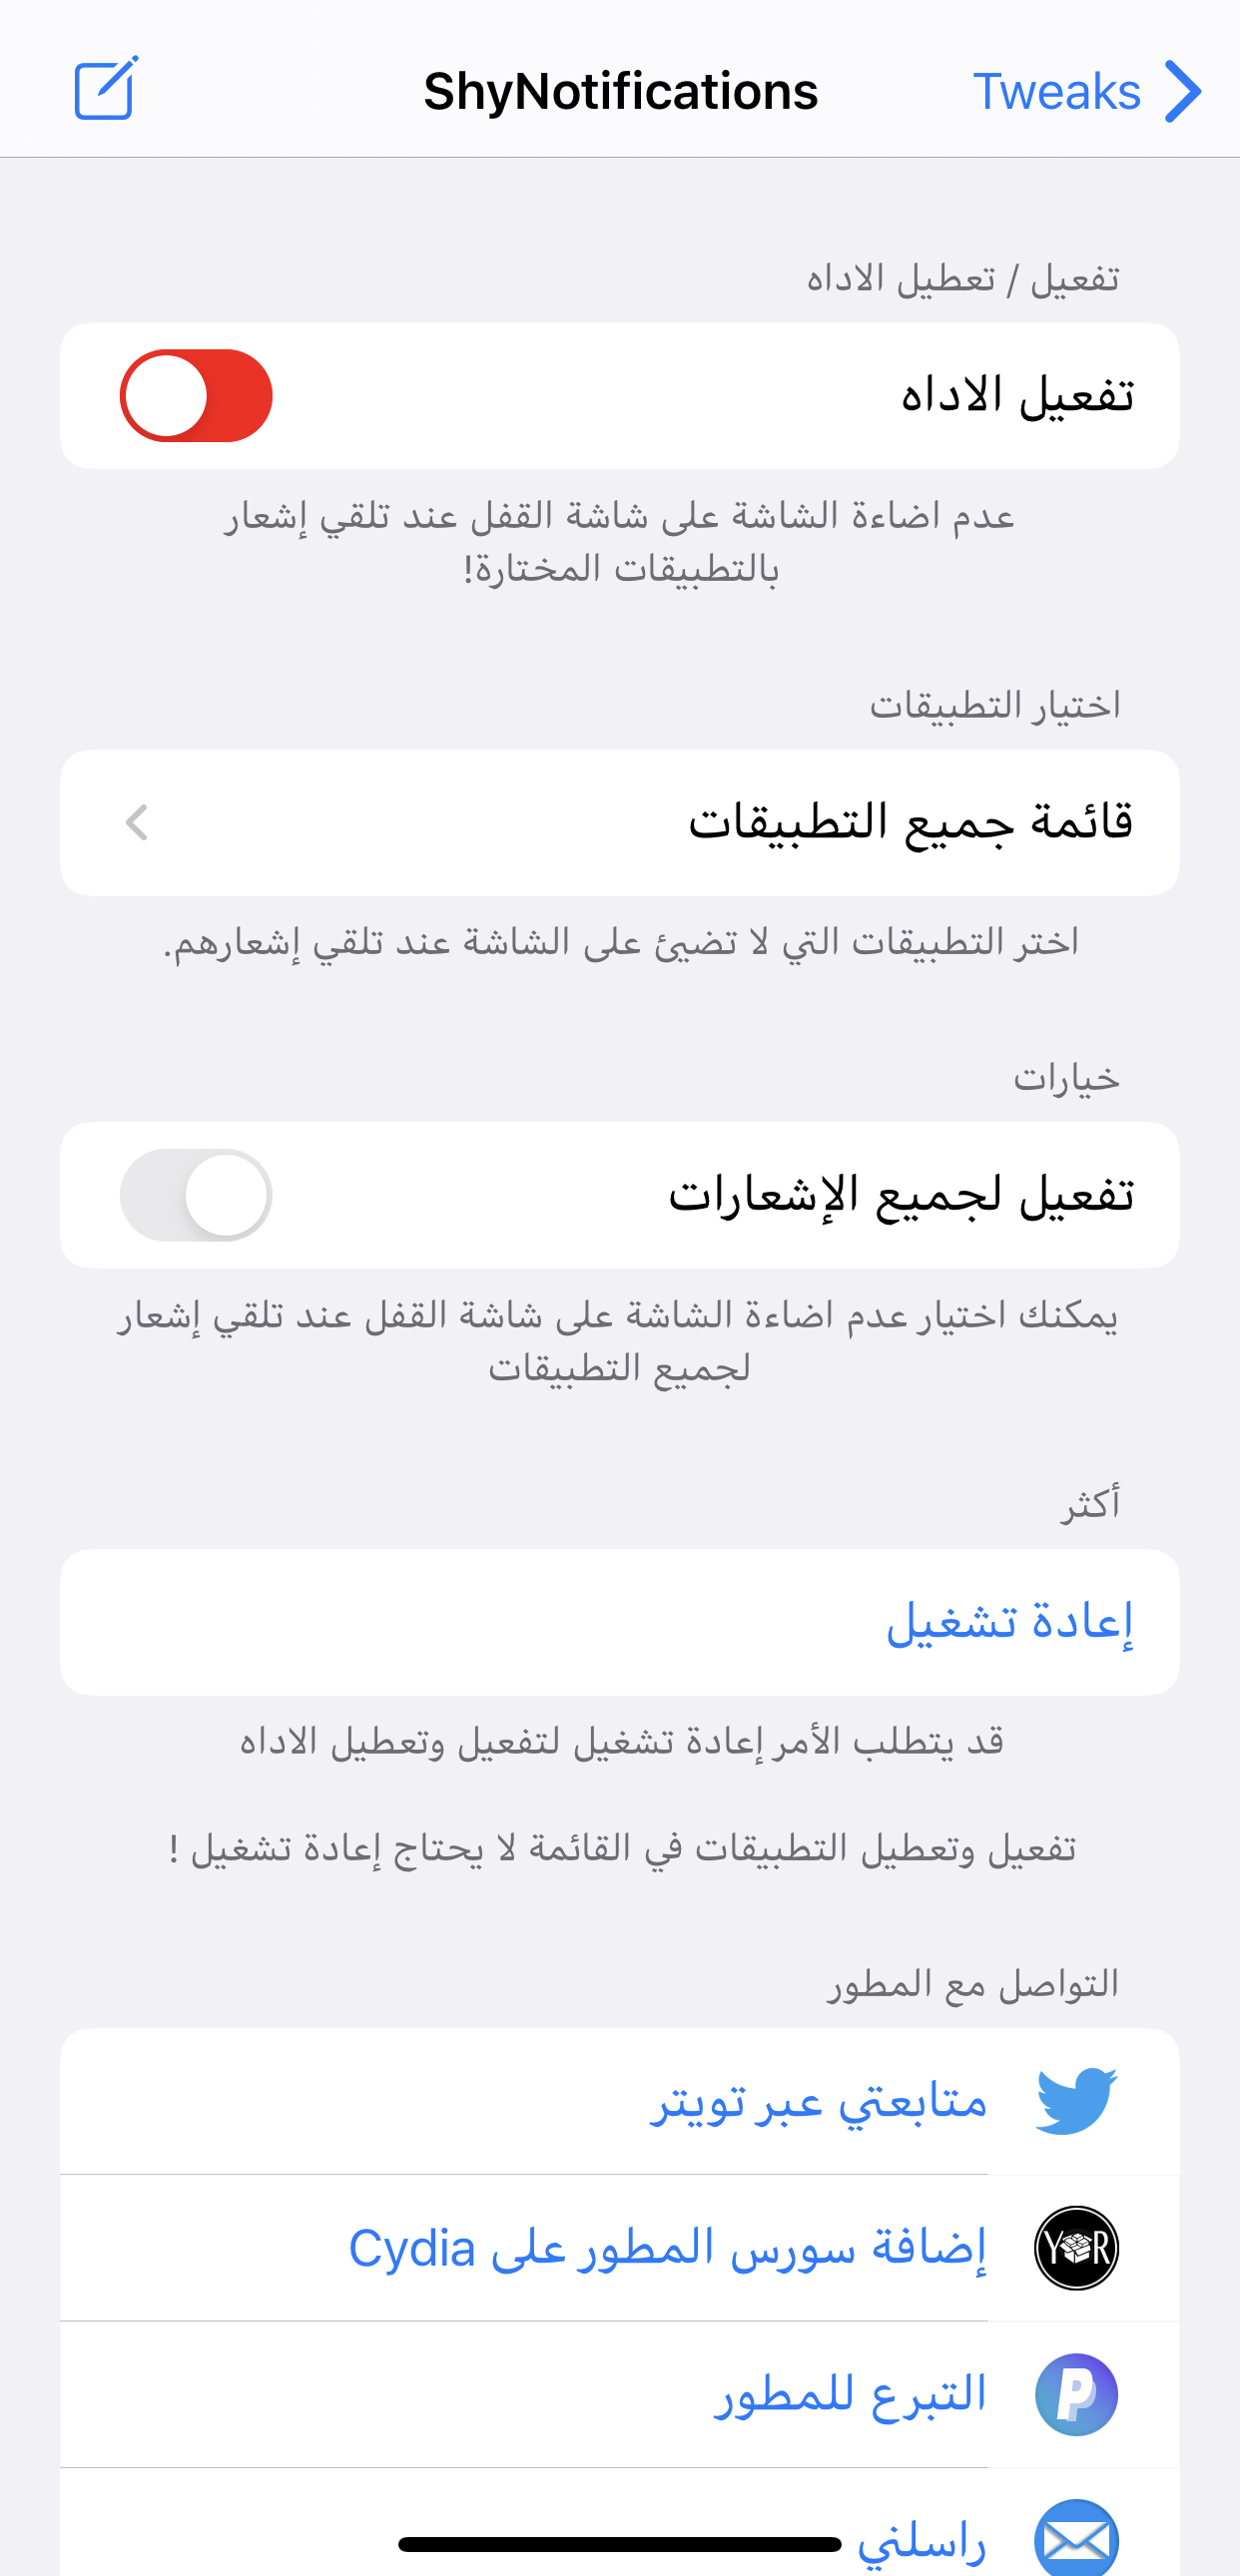 Tweaks
ShyNotifications
تفعيل / تعطيل الاداه
تفعيل الاداه
عدم اضاءة الشاشة على شاشة القفل عند تلقي إشعار
بالتطبيقات المختارة!
اختيار التطبيقات
قائمة جميع التطبيقات
اختر التطبيقات التي لا تضيئ على الشاشة عند تلقي إشعارهم.
خيارات
تفعيل لجميع الإشعارات
يمكنك اختيار عدم اضاءة الشاشة على شاشة القفل عند تلقي إشعار
لجميع التطبيقات
أكثر
إعادة تشغيل
قد يتطلب الأمر إعادة تشغيل لتفعيل وتعطيل الاداه
تفعيل وتعطيل التطبيقات في القائمة لا يحتاج إعادة تشغيل !
التواصل مع المطور
متابعتي عبر تويتر
إضافة سورس المطور على Cydia
التبرع للمطور
راسلني